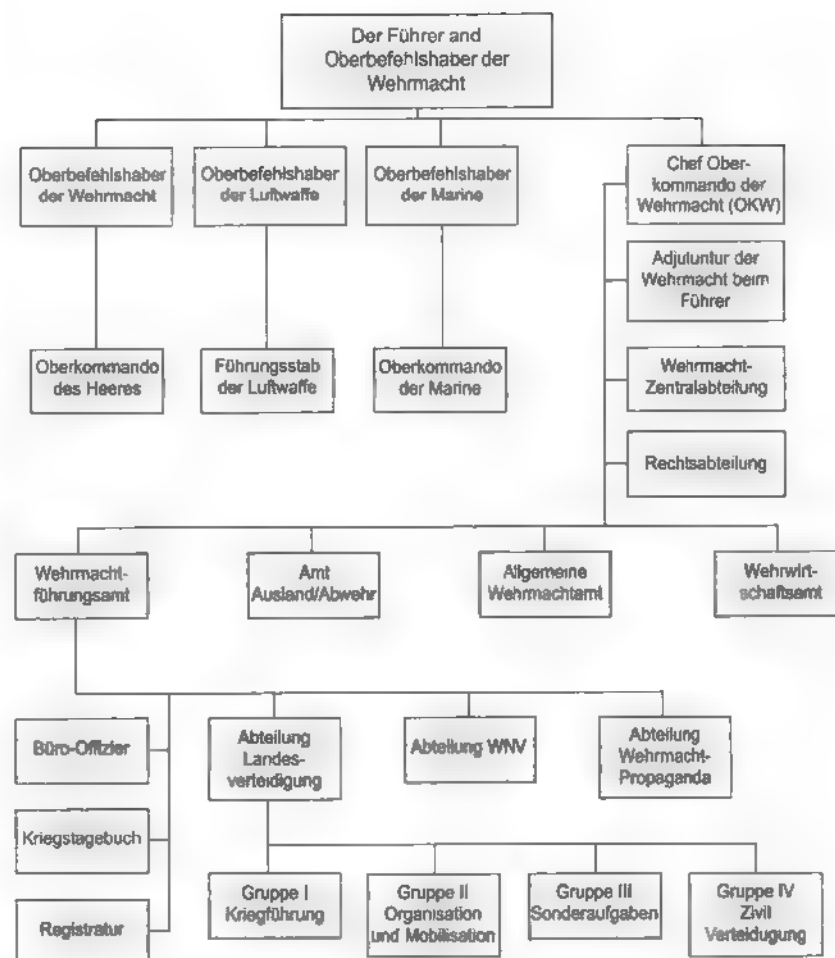 Der Führer and
Oberbefehlshaber der
Wehrmacht
Oberbefehlshaber
der Wehrmacht
Oberbefehlshaber
der Luftwaffe
Oberbefehlshaber
der Marine
Chef Ober-
kommando der
Wehrmacht (OKW)
Adjutuntur der
Wehrmacht beim
Führer
Oberkommando
des Heeres
Führungsstab
der Luftwaffe
Oberkommando
der Marine
Wehrmacht-
Zentralabteilung
Rechtsabteilung
Wehrmacht-
führungsamt
Amt
Ausland/Abwehr
Allgemeine
Wehrmachtamt
Wehrwirt-
schaftsamt
Büro-Offizier
Abteilung
Landes-
verteidigung
Abteilung WNV
Abteilung
Wehrmacht-
Propaganda
Kriegstagebuch
Registratur
Gruppe I
Kriegführung
Gruppe II
Organisation
und Mobilisation
Gruppe III
Sonderaufgaben
Gruppe IV
Zivil
Verteldugung